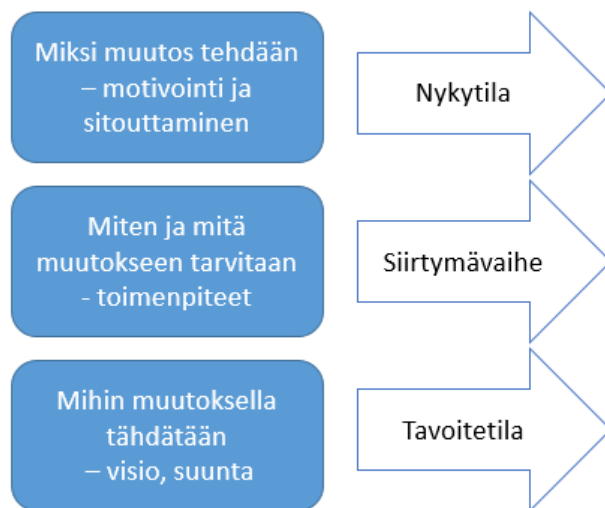 Miksi muutos tehdään
– motivointi ja
sitouttaminen
Nykytila
Miten ja mitä
muutokseen tarvitaan
- toimenpiteet
Siirtymävaihe
Mihin muutoksella
tähdätään
– visio, suunta
Tavoitetila